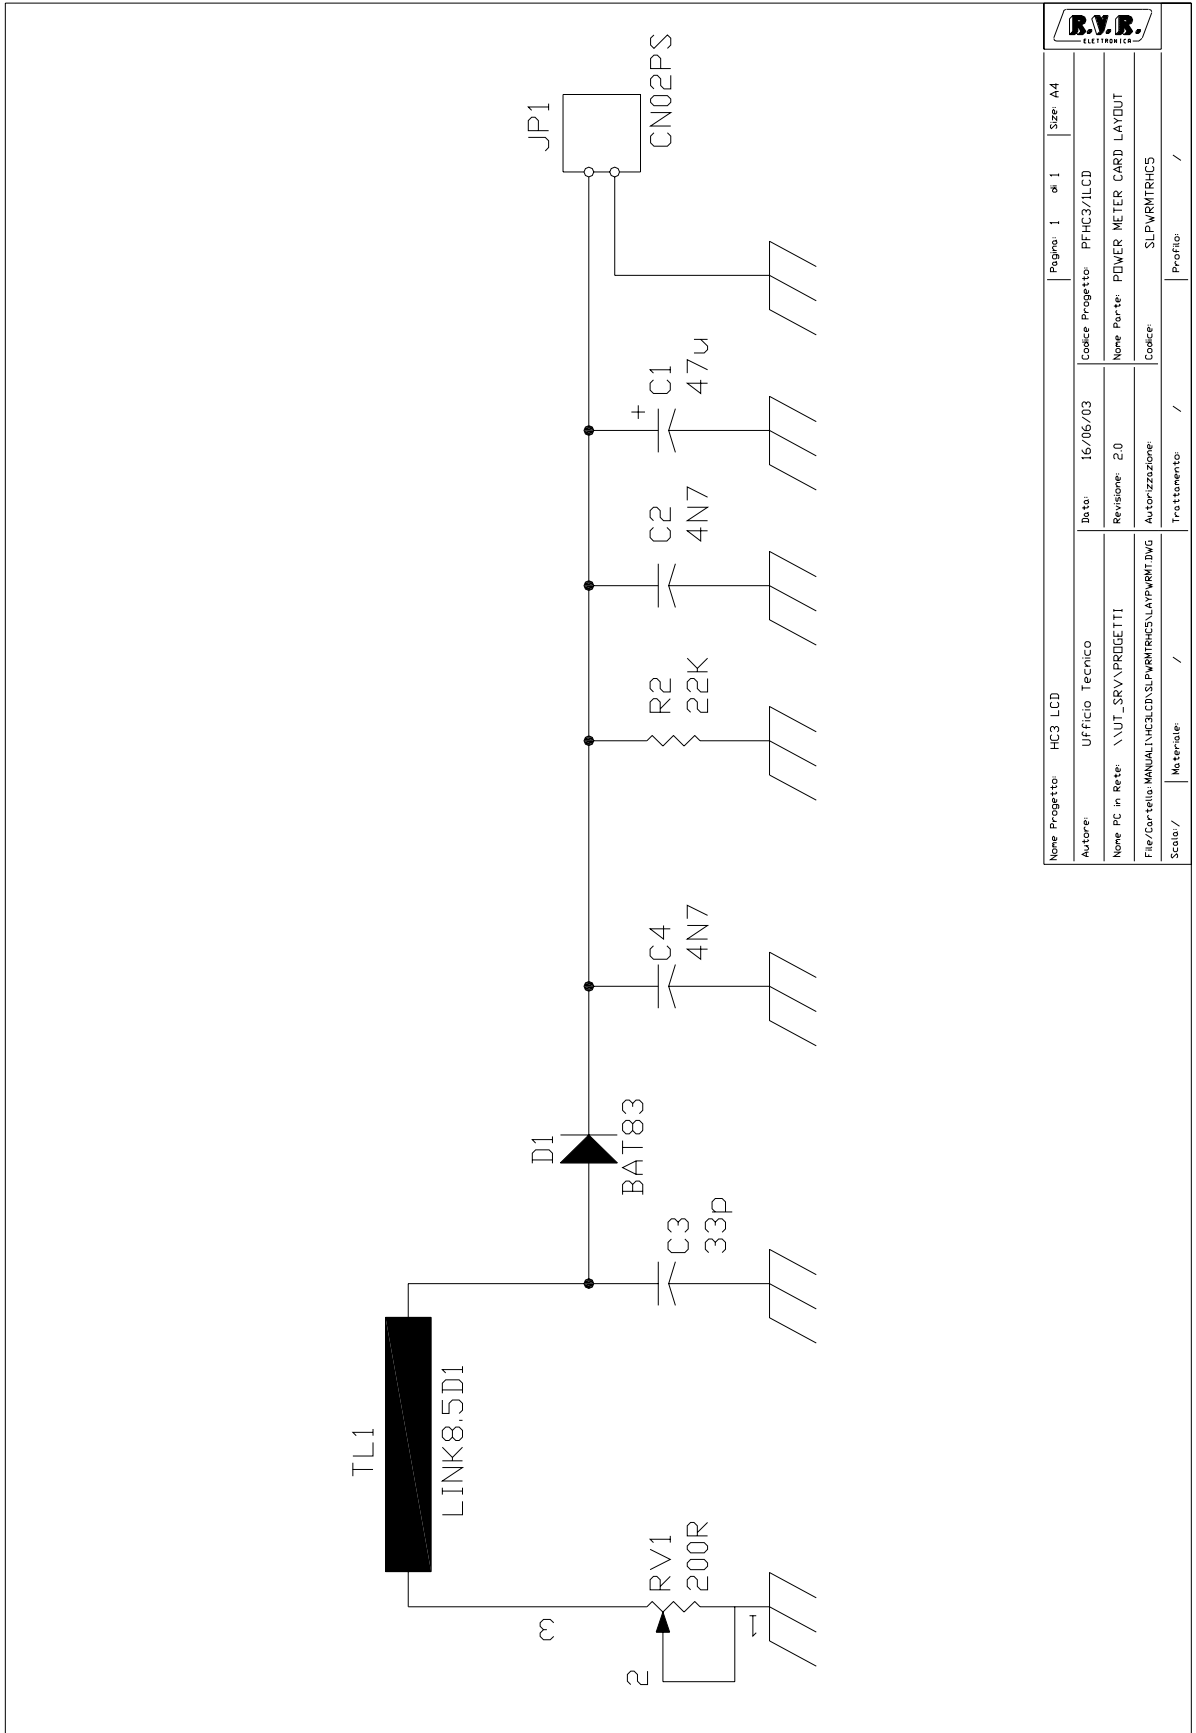 JP1
CN02PS
C1
47u
+
C2
4N7
R2
22K
C4
4N7
D1
BAT83
C3
33p
TL1
LINK8.5D1
RV1
200R
3
2
1
R.V.R.
ELETTRONICA
Nome Progetto: HC3 LCD
Pagina: 1 di 1
Size: A4
Autore: Ufficio Tecnico
Data: 16/06/03
Codice Progetto: PFHC3/1LCD
Nome PC in Rete: \\UT_SRV\PROGETTI
Revisione: 2.0
Nome Parte: POWER METER CARD LAYOUT
File/Cartella: MANUALI\HC3LCD\SLPWRMTRHC5\LAYPWRMT.DWG
Autorizzazione:
Codice: SLPWRMTRHC5
Scala: /
Materiale: /
Trattamento: /
Profilo: /